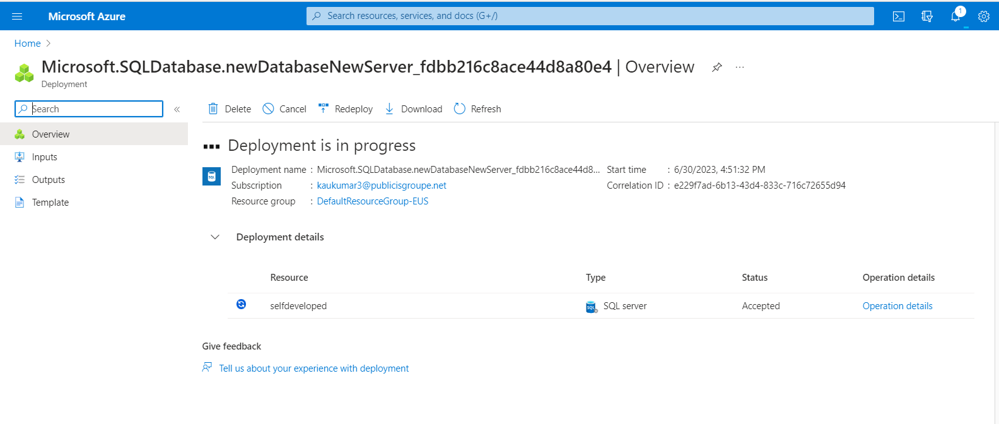 Microsoft Azure
Search resources, services, and docs (G+/)
1
Home
Microsoft.SQLDatabase.newDatabaseNewServer_fdbb216c8ace44d8a80e4 | Overview
Deployment
Search
Delete Cancel Redeploy Download Refresh
Overview
Inputs
Outputs
Template
Deployment is in progress
Deployment name : Microsoft.SQLDatabase.newDatabaseNewServer_fdbb216c8ace44d8... Start time : 6/30/2023, 4:51:32 PM
Subscription : kaukumar3@publicisgroupe.net Correlation ID : e229f7ad-6b13-43d4-833c-716c72655d94
Resource group : DefaultResourceGroup-EUS
SQL
Deployment details
Resource Type Status Operation details
selfdeveloped SQL SQL server Accepted Operation details
Give feedback
Tell us about your experience with deployment